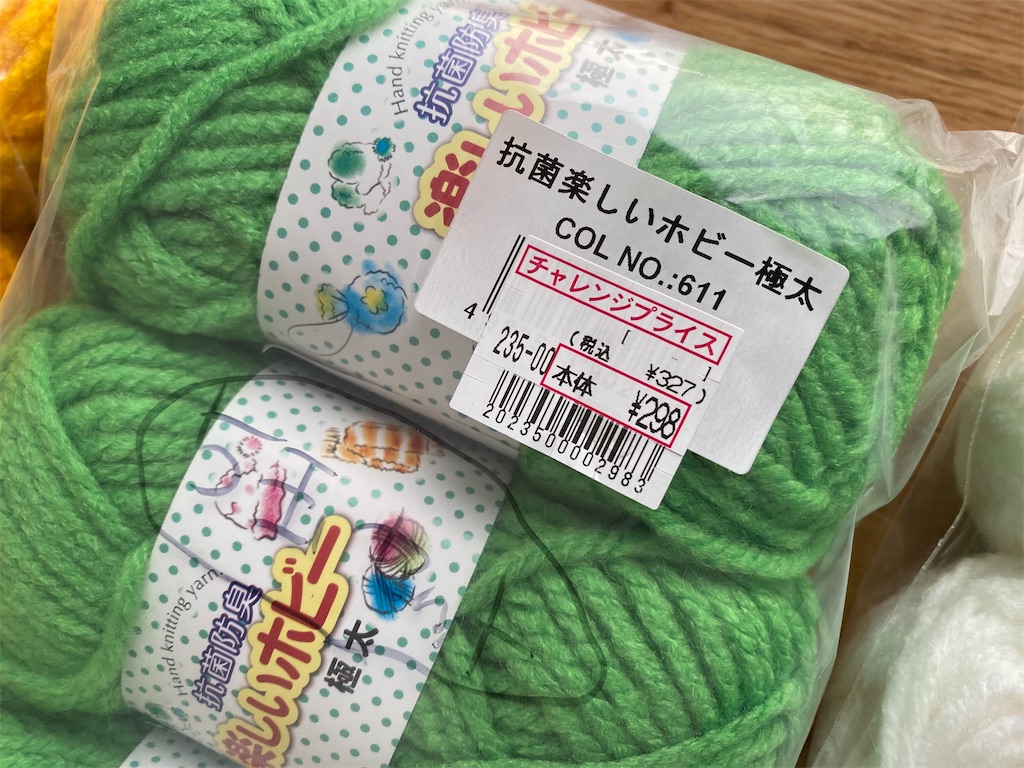 Hand knitting yarn
抗菌防臭
楽しいホビー
極太
抗菌楽しいホビー極太
COL NO.:611
チャレンジプライス
4
235-00
(税込 ¥327)
本体 ¥298
2023500002983
Hand knitting yarn
抗菌防臭
楽しいホビー
極太